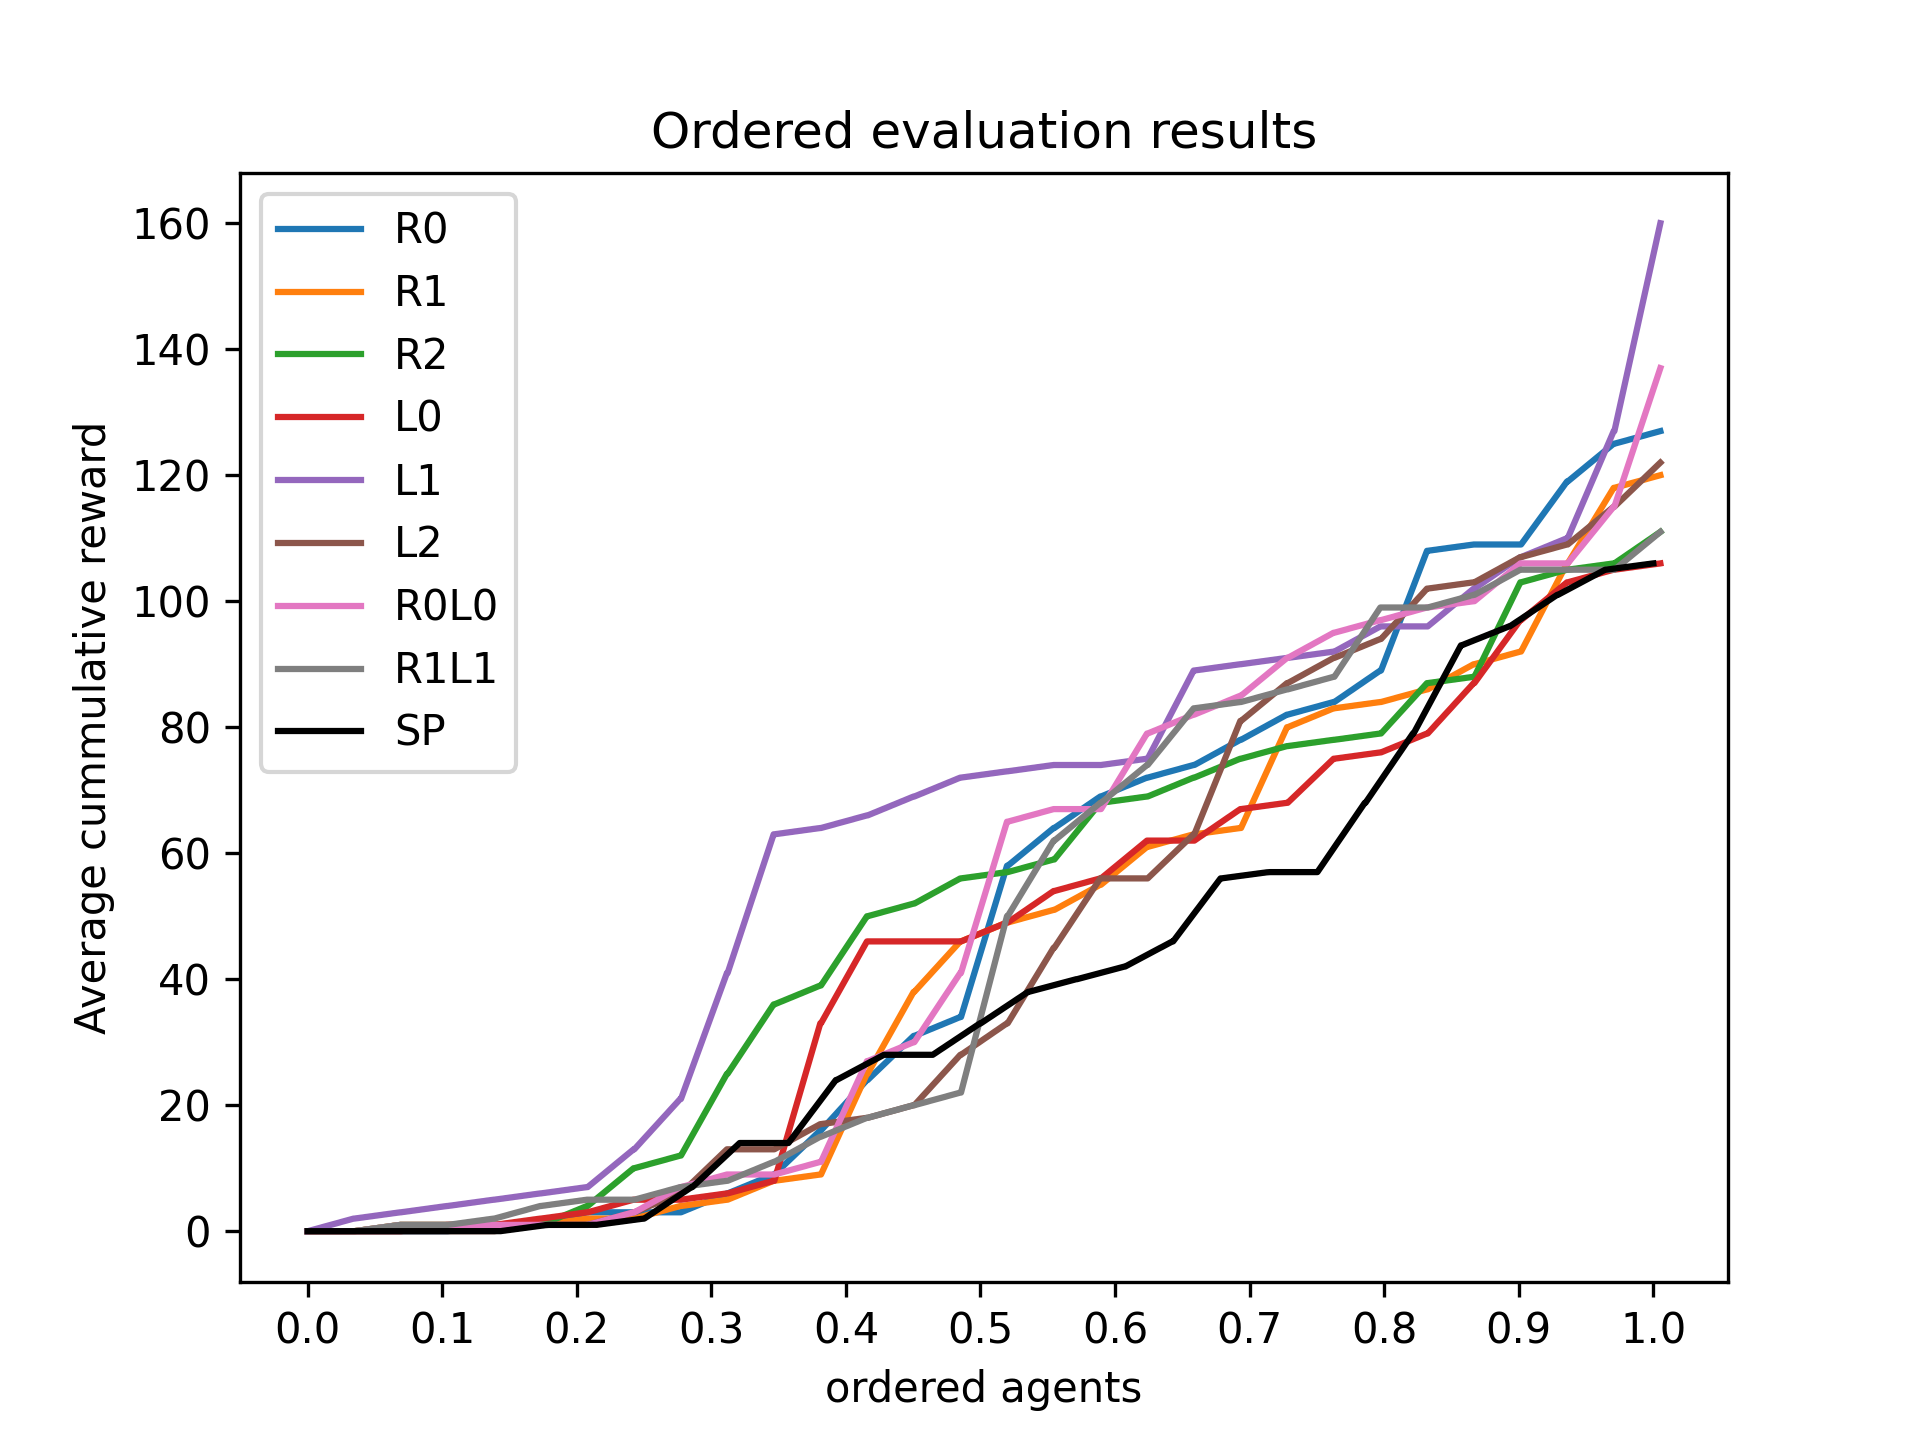 Ordered evaluation results
160
140
120
100
80
60
40
20
0
Average cummulative reward
R0
R1
R2
L0
L1
L2
R0L0
R1L1
SP
0.0 0.1 0.2 0.3 0.4 0.5 0.6 0.7 0.8 0.9 1.0
ordered agents